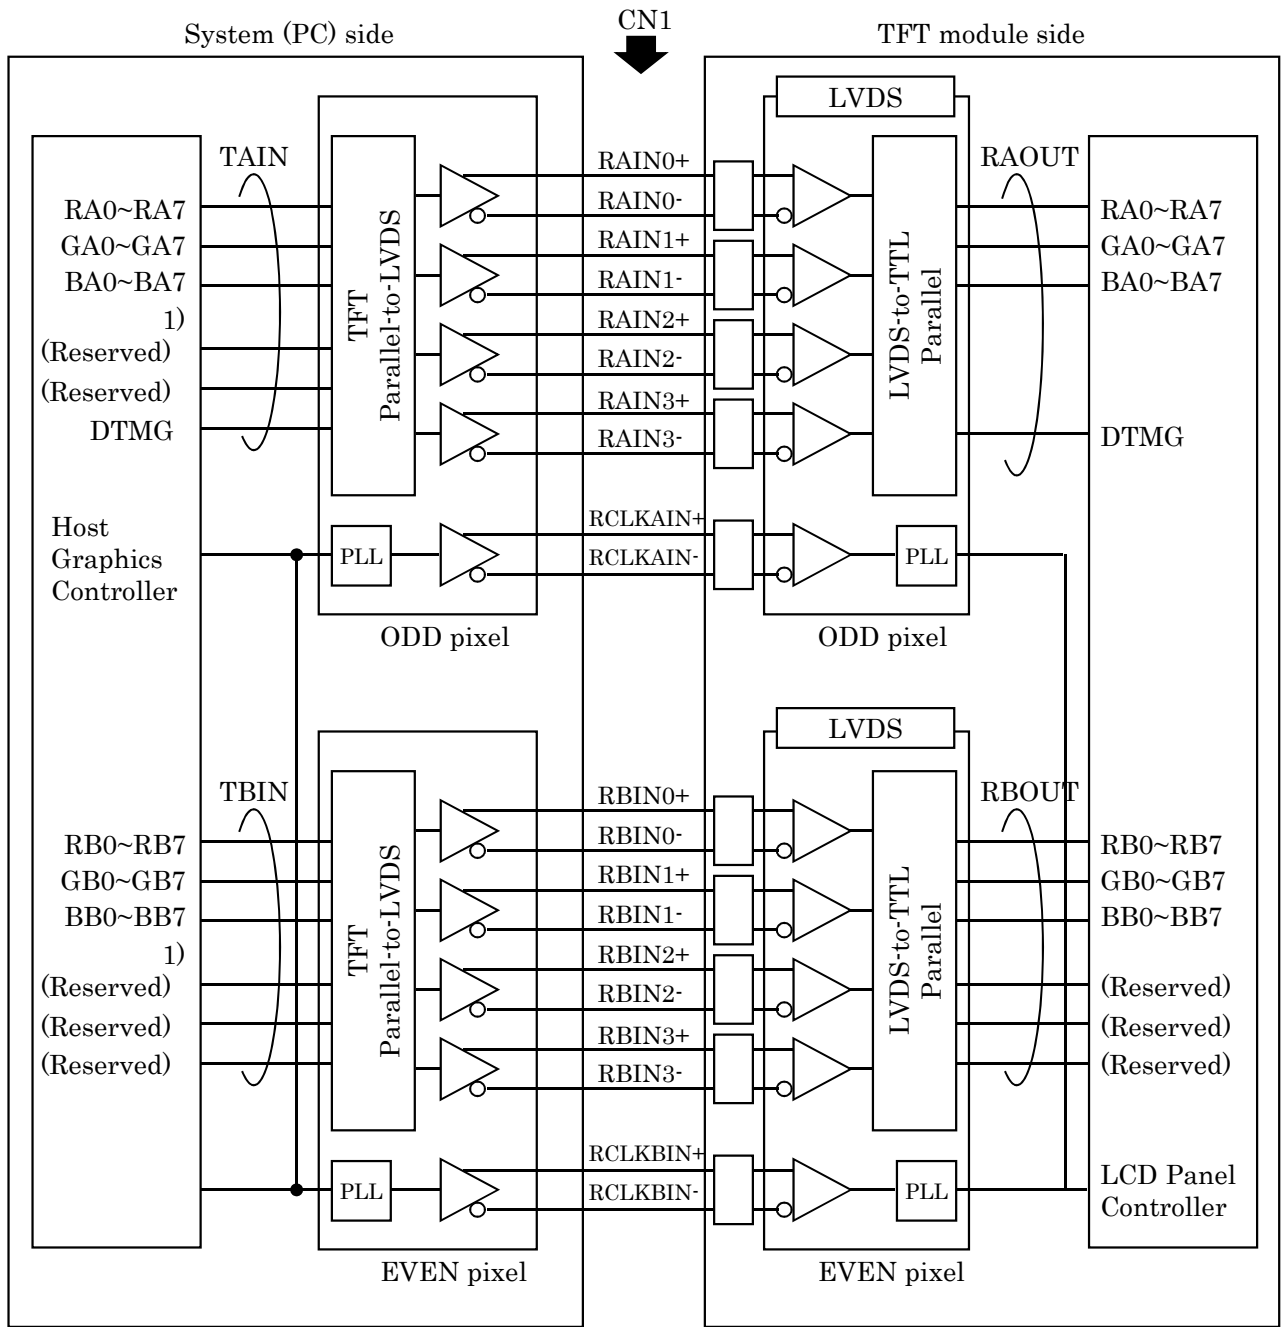 CN1
System (PC) side
TFT module side
LVDS
TAIN
RA0~RA7
GA0~GA7
BA0~BA7
1)
(Reserved)
(Reserved)
DTMG
Host
Graphics
Controller
TFT
Parallel-to-LVDS
PLL
ODD pixel
RAIN0+
RAIN0-
RAIN1+
RAIN1-
RAIN2+
RAIN2-
RAIN3+
RAIN3-
RCLKAIN+
RCLKAIN-
LVDS-to-TTL
Parallel
PLL
ODD pixel
RAOUT
RA0~RA7
GA0~GA7
BA0~BA7
DTMG
LVDS
TBIN
RB0~RB7
GB0~GB7
BB0~BB7
1)
(Reserved)
(Reserved)
(Reserved)
TFT
Parallel-to-LVDS
PLL
EVEN pixel
RBIN0+
RBIN0-
RBIN1+
RBIN1-
RBIN2+
RBIN2-
RBIN3+
RBIN3-
RCLKBIN+
RCLKBIN-
LVDS-to-TTL
Parallel
PLL
EVEN pixel
RBOUT
RB0~RB7
GB0~GB7
BB0~BB7
(Reserved)
(Reserved)
(Reserved)
LCD Panel
Controller